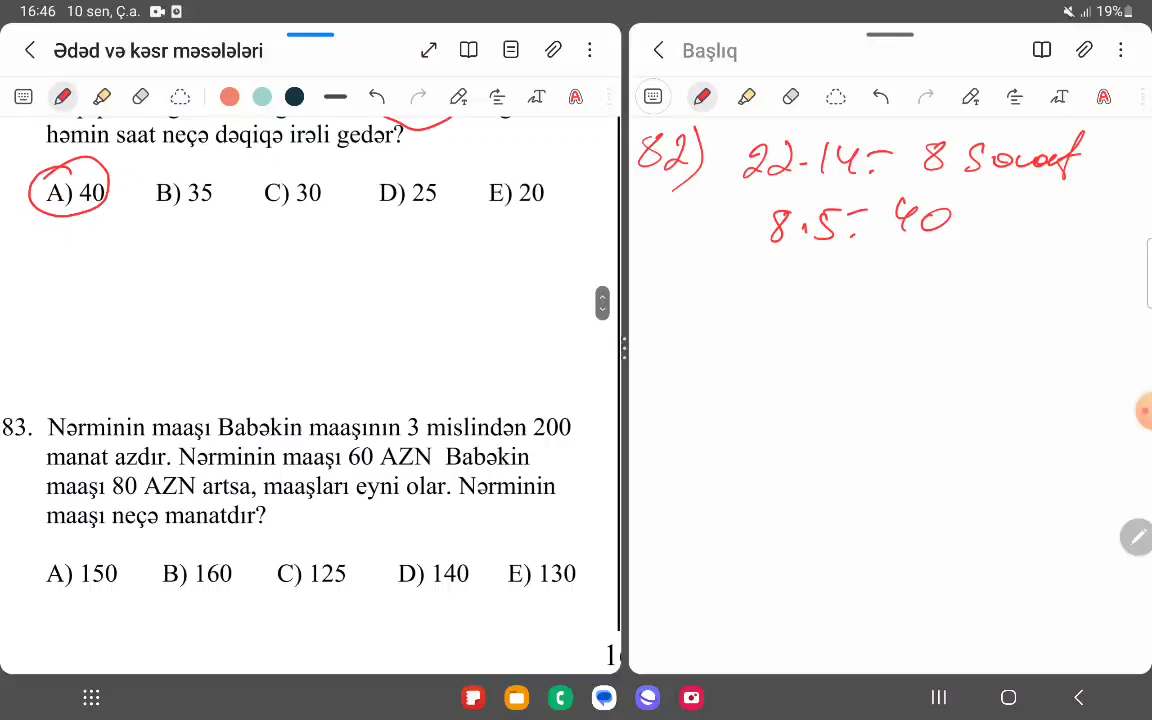 16:46 10 sen, Ç.a. 19%
Ədəd və kəsr məsələləri
Başlıq
həmin saat neçə dəqiqə irəli gedər?
A) 40 B) 35 C) 30 D) 25 E) 20
83. Nərminin maaşı Babəkin maaşının 3 mislindən 200
manat azdır. Nərminin maaşı 60 AZN Babəkin
maaşı 80 AZN artsa, maaşları eyni olar. Nərminin
maaşı neçə manatdır?
A) 150 B) 160 C) 125 D) 140 E) 130
82) 22-14= 8 saat
8.5= 40